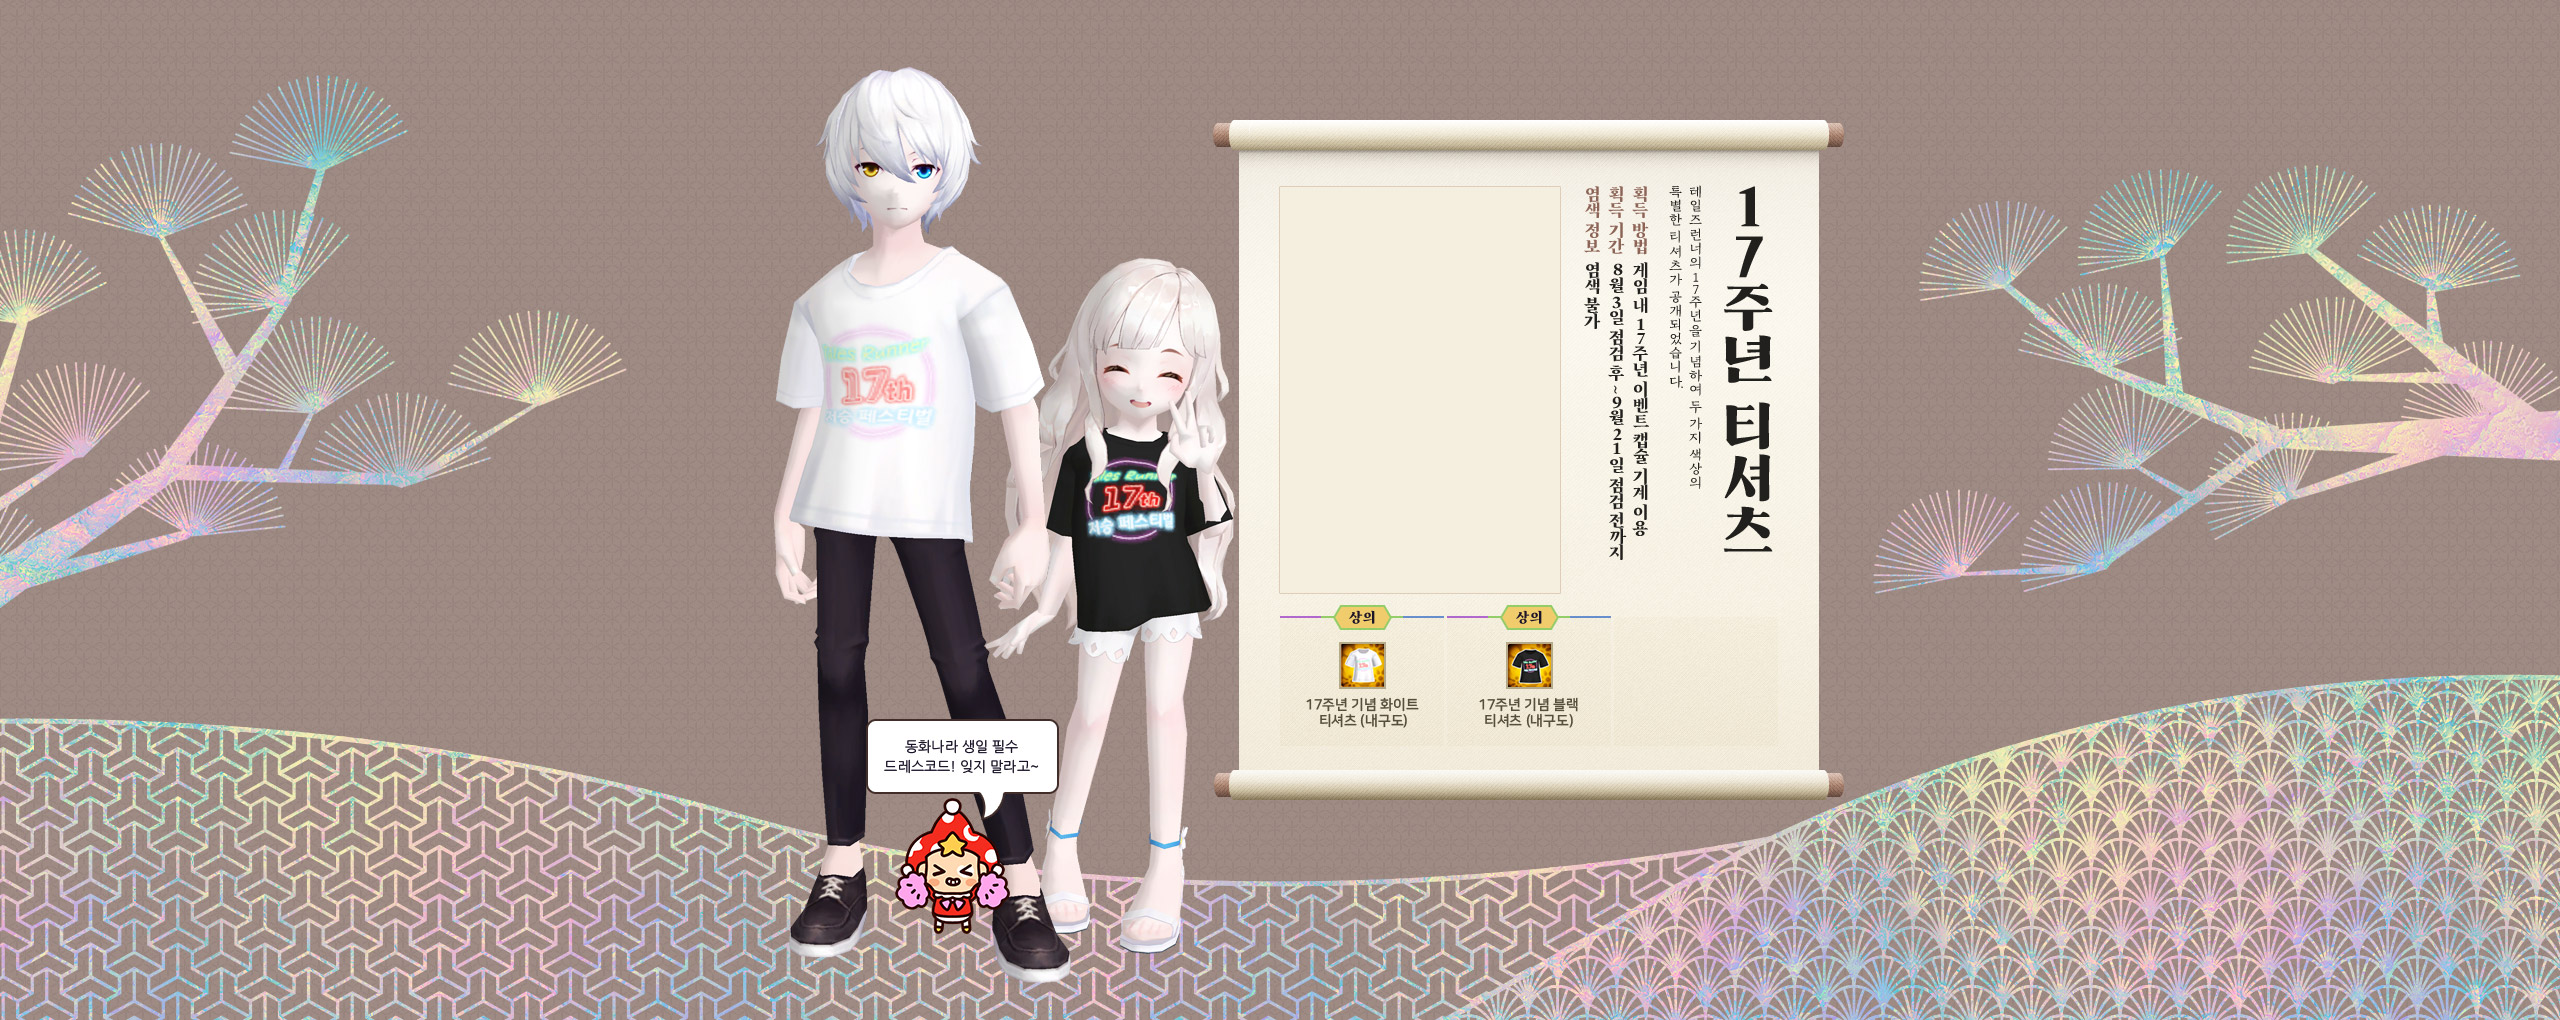 17주년 티셔츠
테일즈런너의 17주년을 기념하여 두 가지 색상의
특별한 티셔츠가 공개되었습니다.
획득 방법 게임 내 17주년 이벤트 캡슐 기계 이용
획득 기간 8월 3일 점검 후~9월 21일 점검 전까지
염색 정보 염색 불가
상의
17주년 기념 화이트
티셔츠 (내구도)
상의
17주년 기념 블랙
티셔츠 (내구도)
Tales Runner
17th
저승 페스티벌
Tales Runner
17th
저승 페스티벌
동화나라 생일 필수
드레스코드! 잊지 말라고~